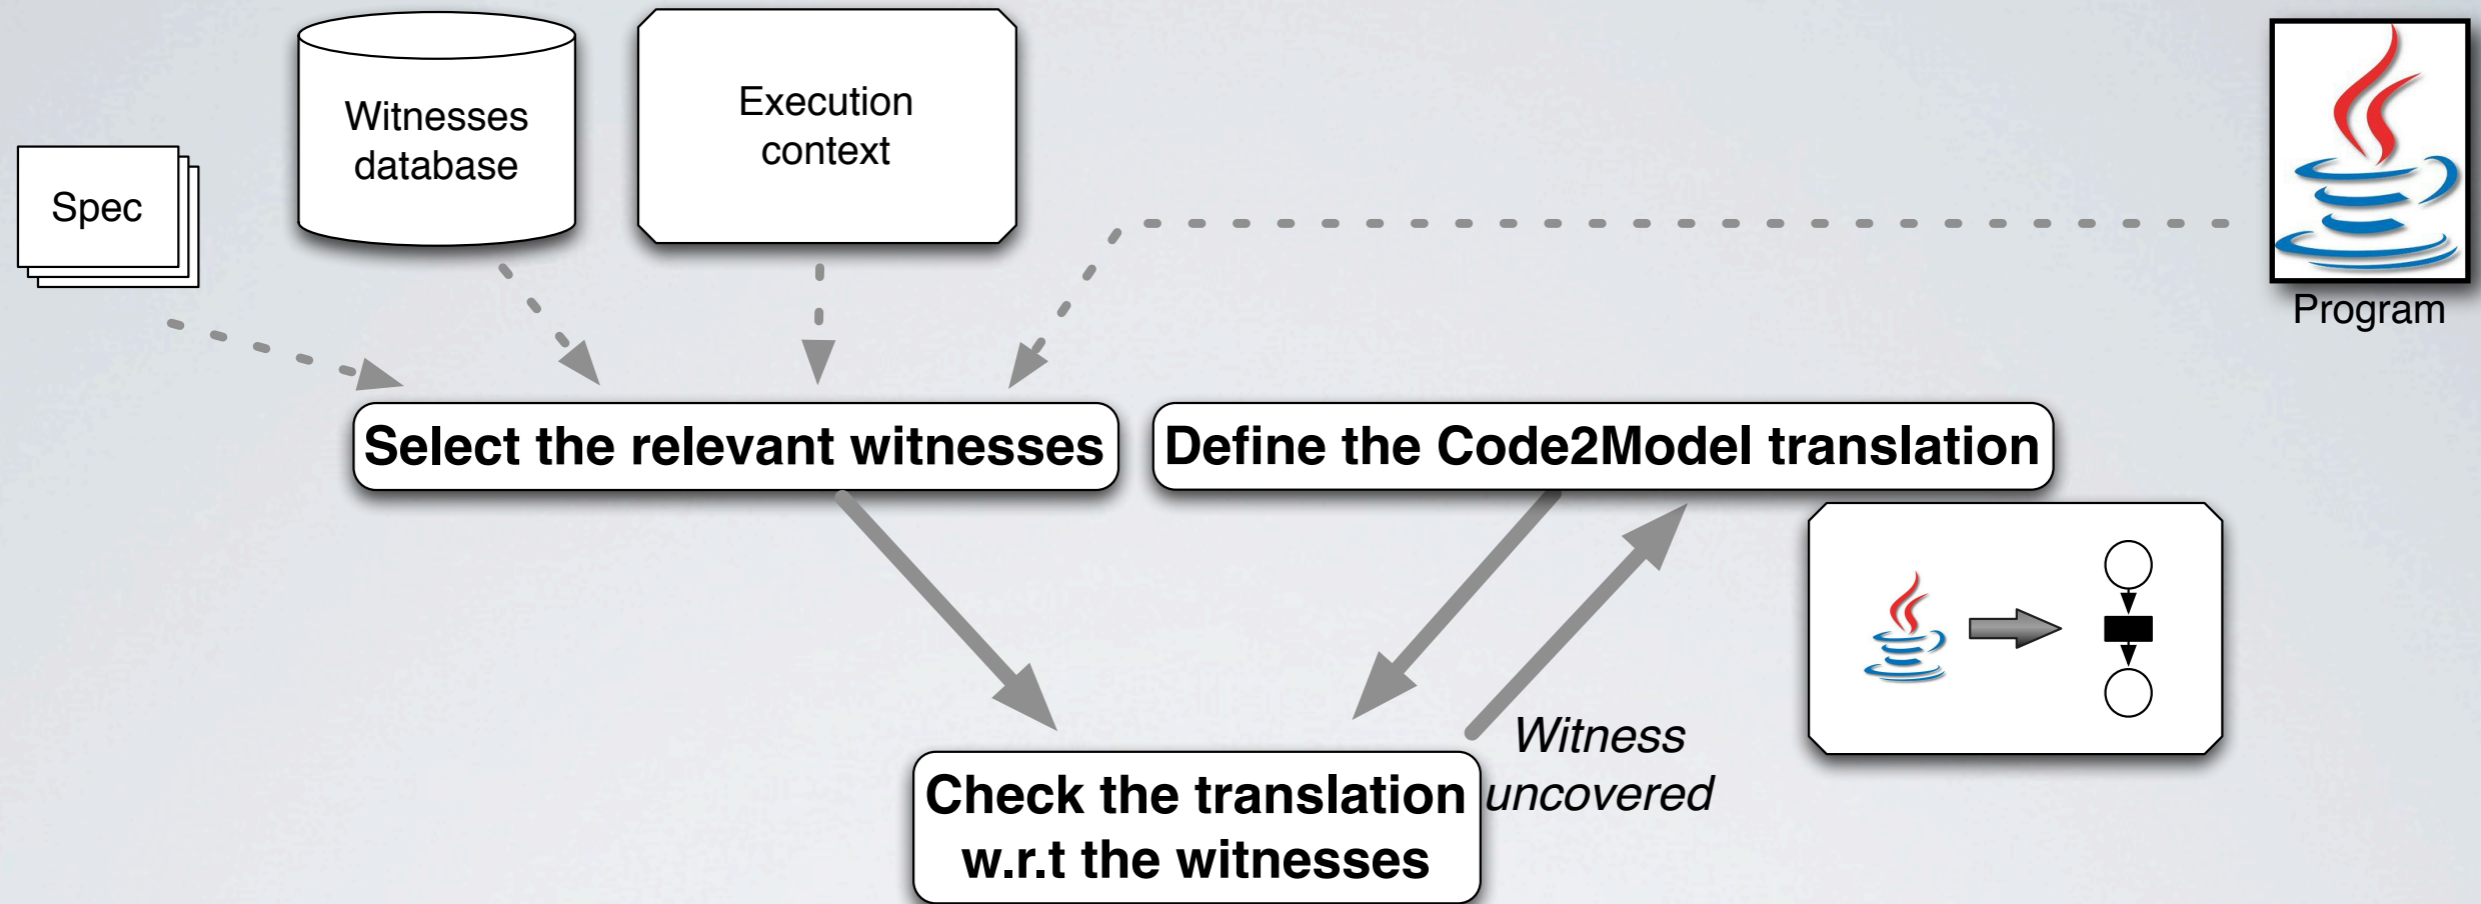 Spec
Witnesses
database
Execution
context
Program
Select the relevant witnesses
Define the Code2Model translation
Witness
uncovered
Check the translation
w.r.t the witnesses